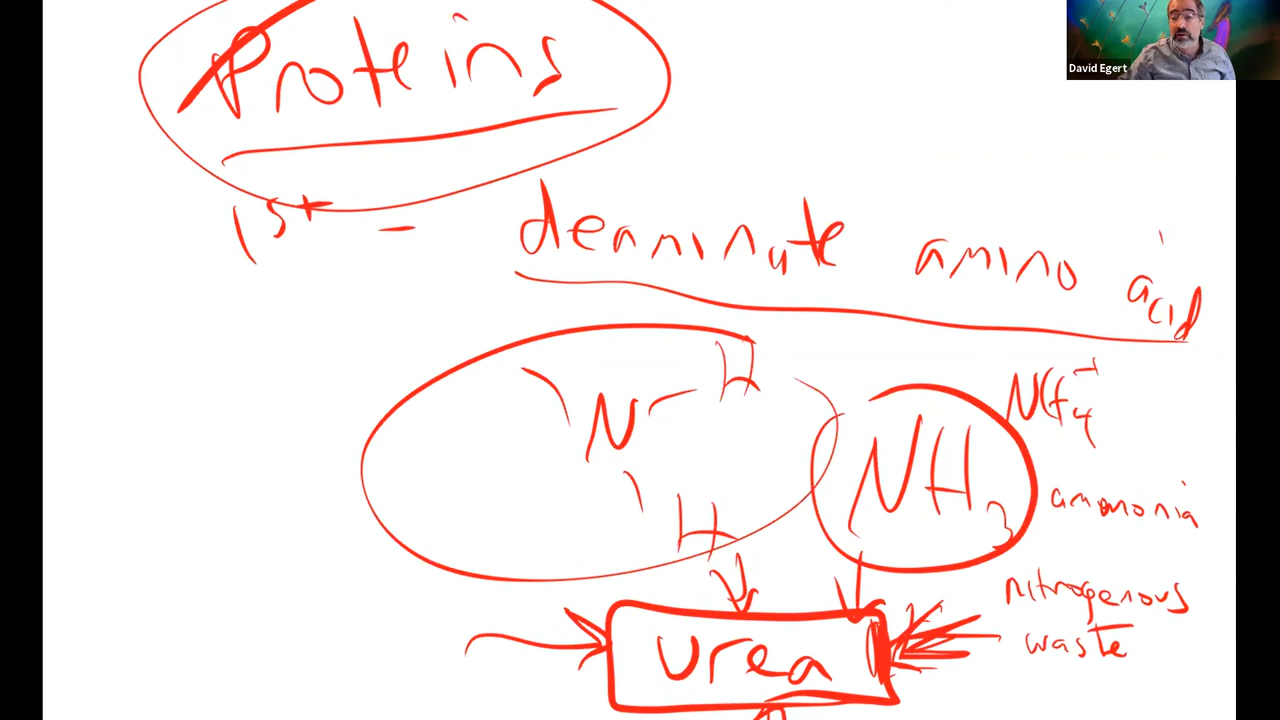 Proteins
David Egert
1st - deaminate amino acid
N H
H
NH4+
NH3
ammonia
nitrogenous
waste
urea